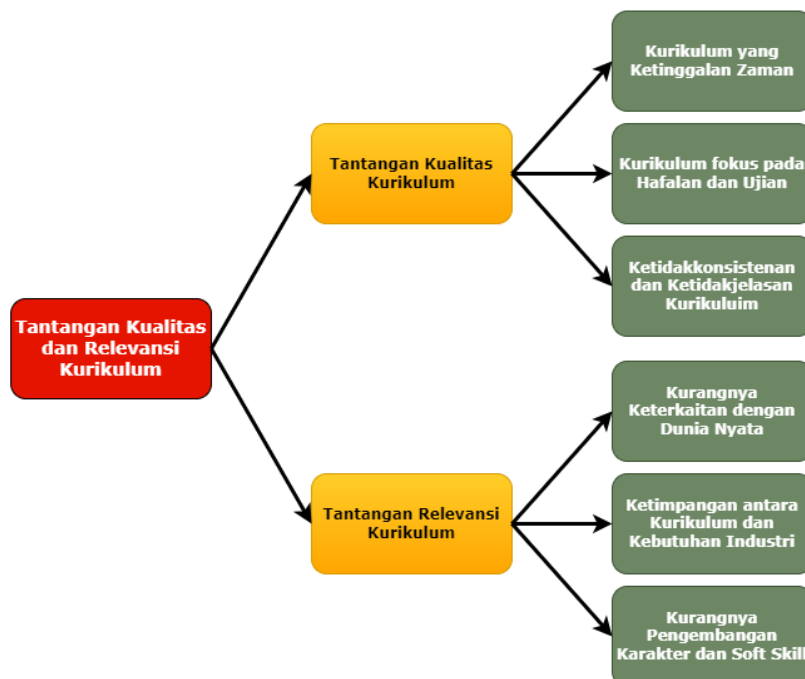 Tantangan Kualitas
dan Relevansi
Kurikulum
Tantangan Kualitas
Kurikulum
Kurikulum yang
Ketinggalan Zaman
Kurikulum fokus pada
Hafalan dan Ujian
Ketidakkonsistenan
dan Ketidakjelasan
Kurikuluim
Tantangan Relevansi
Kurikulum
Kurangnya
Keterkaitan dengan
Dunia Nyata
Ketimpangan antara
Kurikulum dan
Kebutuhan Industri
Kurangnya
Pengembangan
Karakter dan Soft Skill